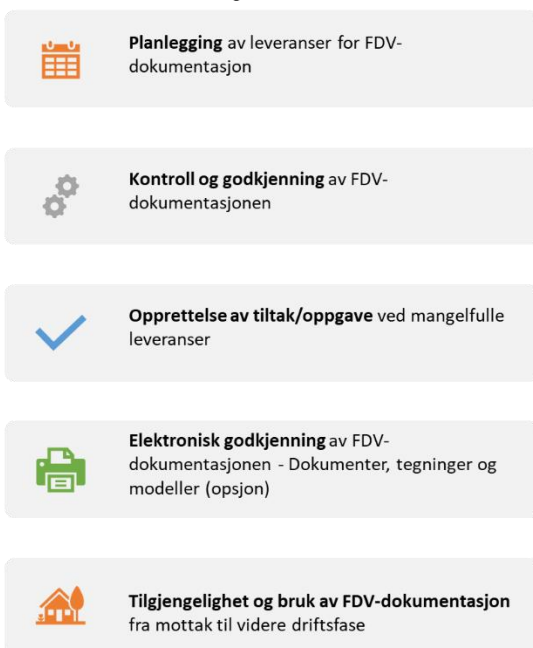 Planlegging av leveranser for FDV-
dokumentasjon
Kontroll og godkjenning av FDV-
dokumentasjonen
Opprettelse av tiltak/oppgave ved mangelfulle
leveranser
Elektronisk godkjenning av FDV-
dokumentasjonen - Dokumenter, tegninger og
modeller (opsjon)
Tilgjengelighet og bruk av FDV-dokumentasjon
fra mottak til videre driftsfase